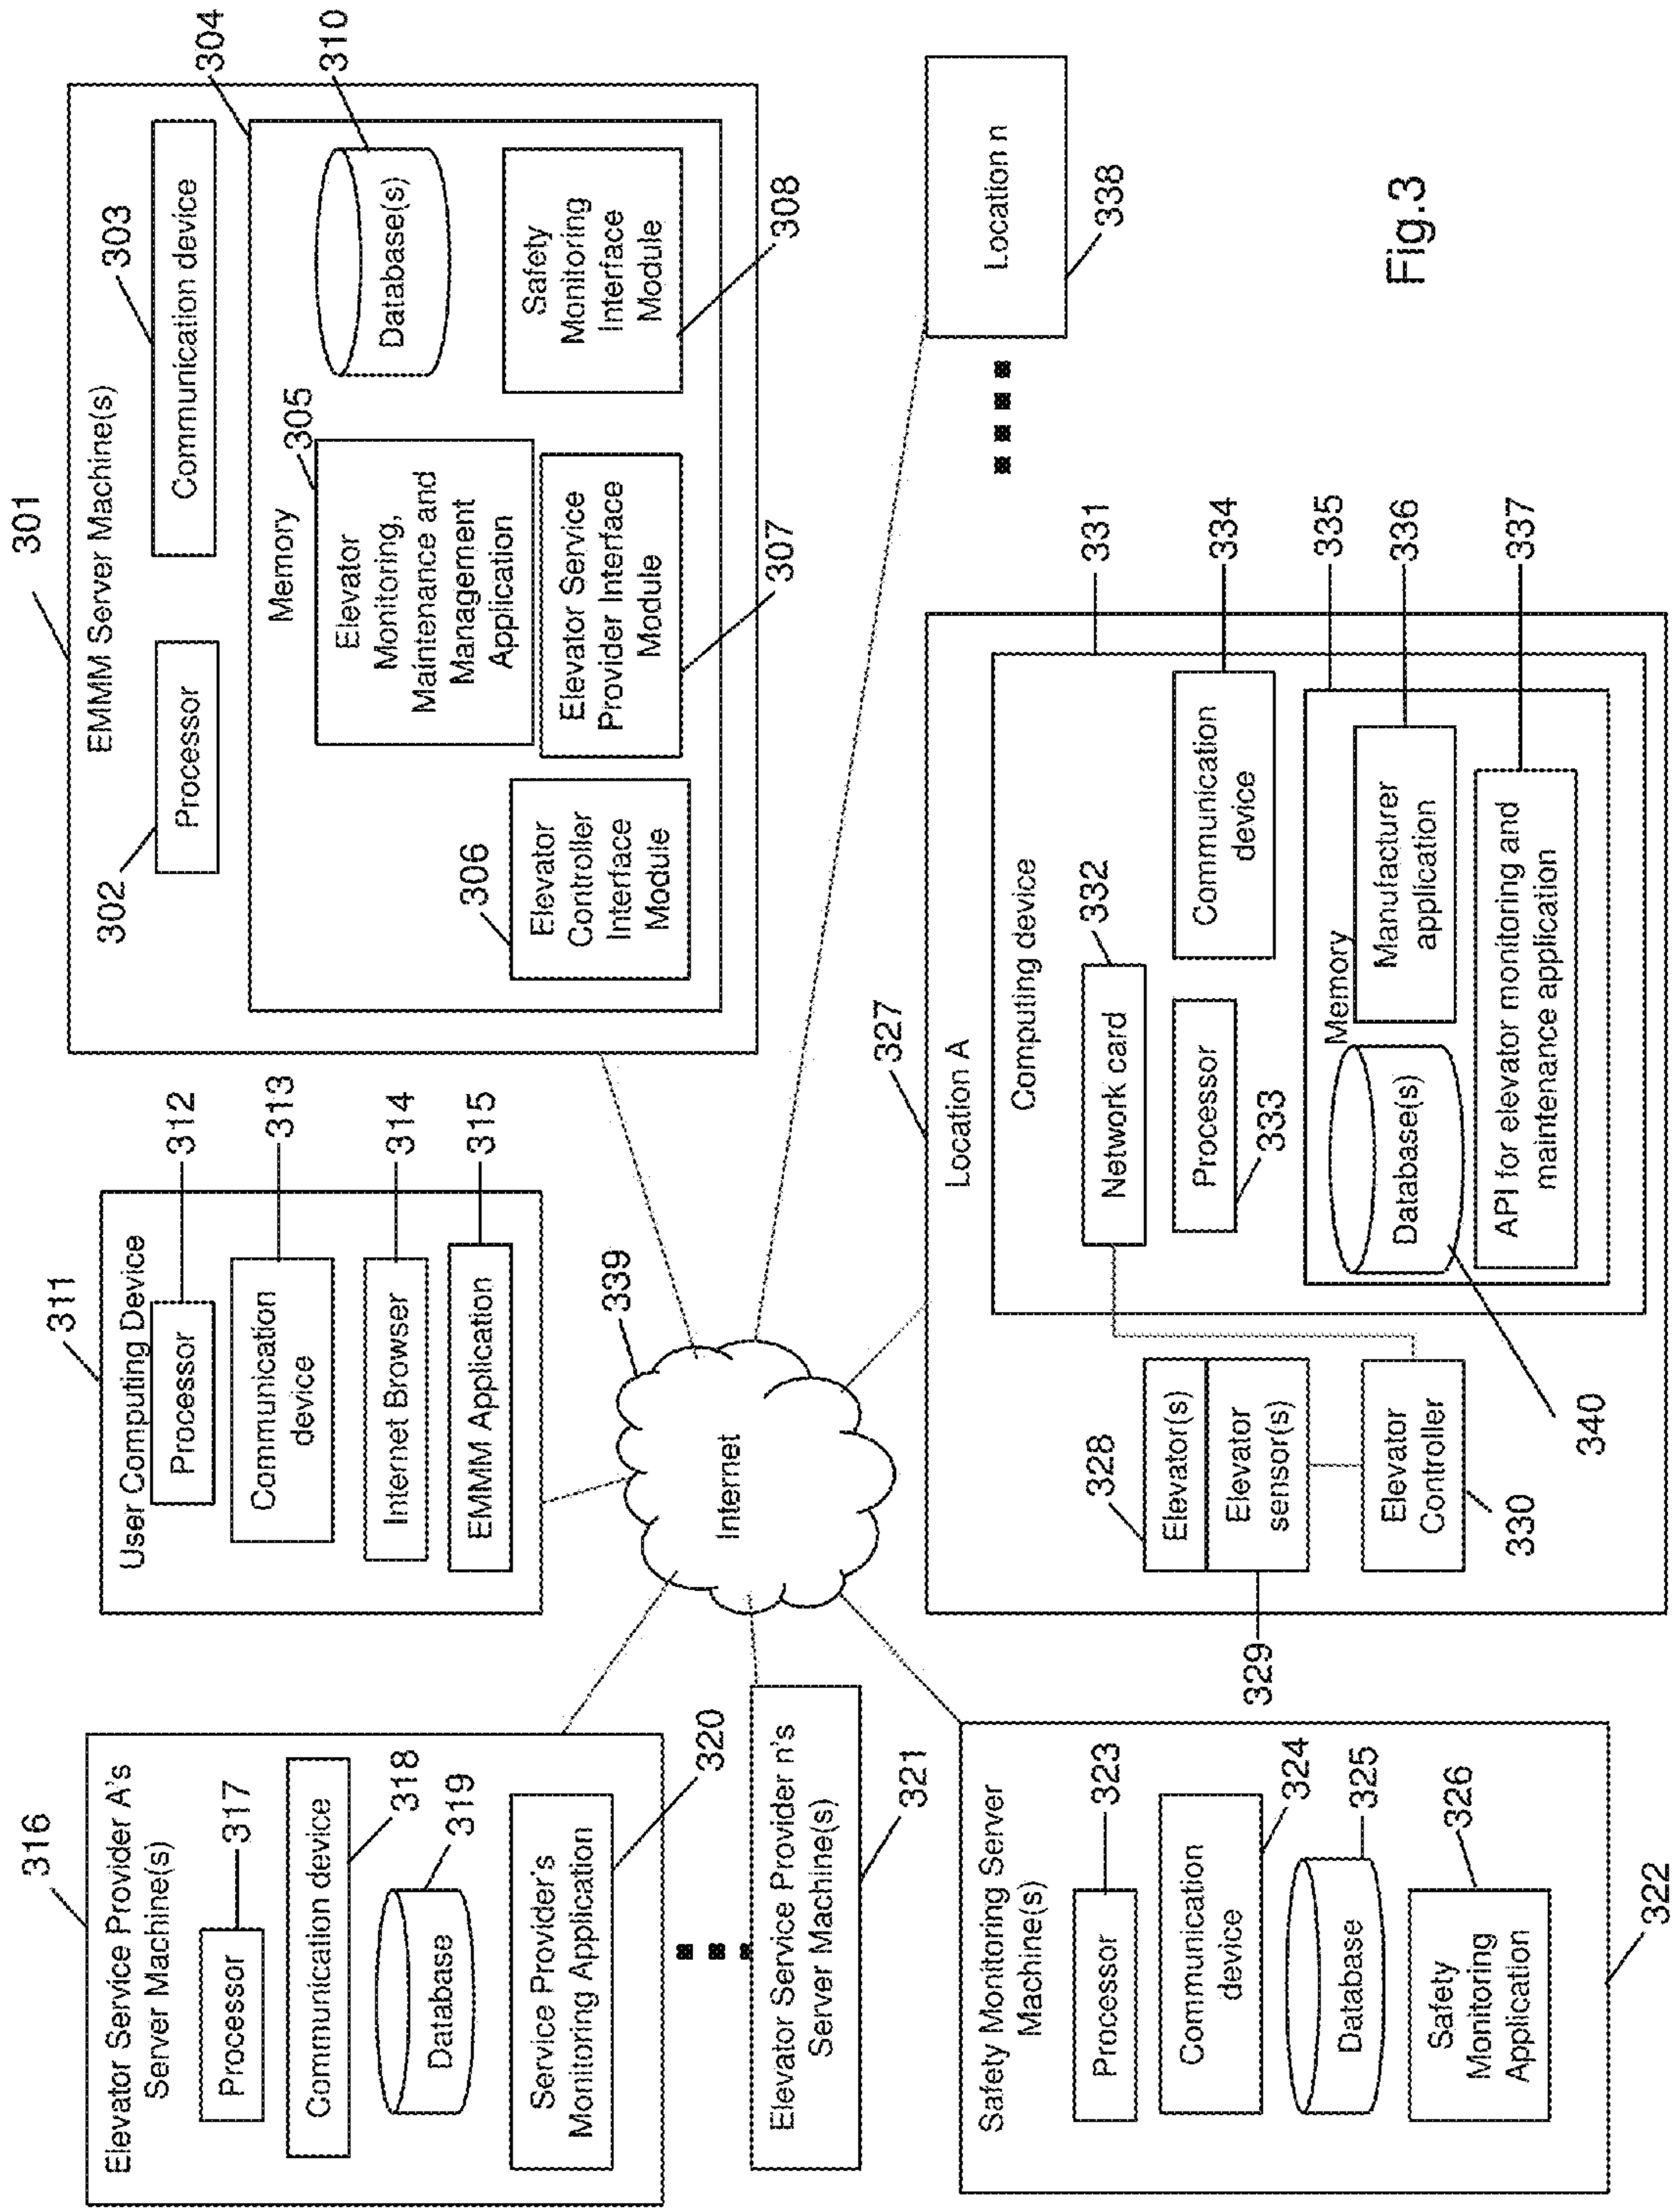 316
Elevator Service Provider A's
Server Machine(s)
317
Processor
318
Communication device
319
Database
320
Service Provider's
Monitoring Application
Elevator Service Provider n's
Server Machine(s)
321
Safety Monitoring Server
Machine(s)
323
Processor
324
Communication
device
325
Database
326
Safety
Monitoring
Application
322
311
User Computing Device
312
Processor
313
Communication
device
314
Internet Browser
315
EMMM Application
339
Internet
301
EMMM Server Machine(s)
302
Processor
303
Communication device
304
Memory
305
Elevator
Monitoring,
Maintenance and
Management
Application
310
Database(s)
306
Elevator
Controller
Interface
Module
Elevator Service
Provider Interface
Module
307
Safety
Monitoring
Interface
Module
308
327
Location A
328
Elevator(s)
Elevator
sensor(s)
329
Elevator
Controller
330
Computing device
331
332
Network card
Processor
333
Communication
device
334
Memory
335
Database(s)
340
Manufacturer
application
336
API for elevator monitoring and
maintenance application
337
Location n
338
Fig.3